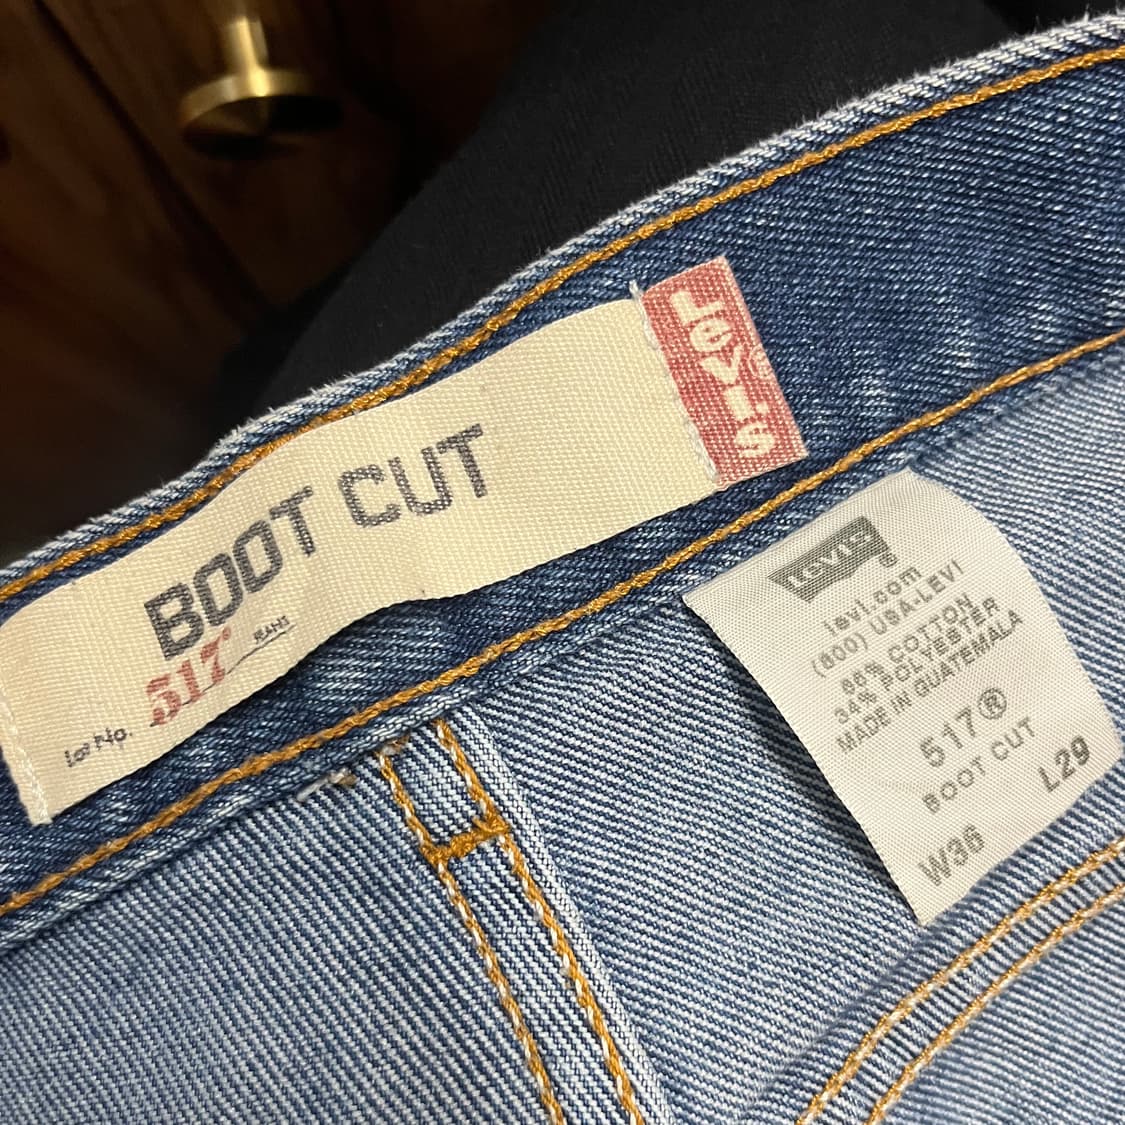 BOOT CUT
Lot No. 517® JEANS
LEVI'S®
LEVI'S®
levi.com
(800) USA-LEVI
66% COTTON
34% POLYESTER
MADE IN GUATEMALA
517®
BOOT CUT
W36 L29